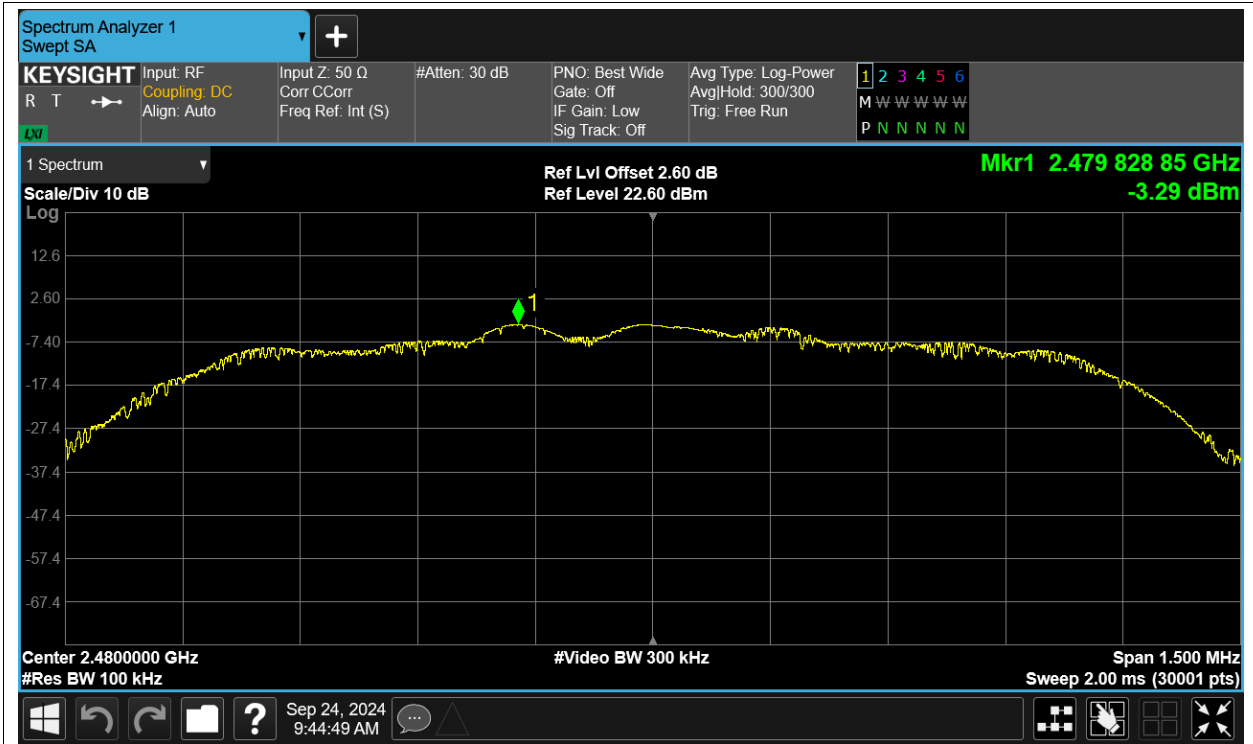 Spectrum Analyzer 1
Swept SA
+
KEYSIGHT
R T
LXI
Input: RF
Coupling: DC
Align: Auto
Input Z: 50 Ω
Corr CCorr
Freq Ref: Int (S)
#Atten: 30 dB
PNO: Best Wide
Gate: Off
IF Gain: Low
Sig Track: Off
Avg Type: Log-Power
Avg|Hold: 300/300
Trig: Free Run
1 2 3 4 5 6
M W W W W W
P N N N N N
1 Spectrum
Scale/Div 10 dB
Log
Ref Lvl Offset 2.60 dB
Ref Level 22.60 dBm
Mkr1 2.479 828 85 GHz
-3.29 dBm
12.6
2.60
-7.40
-17.4
-27.4
-37.4
-47.4
-57.4
-67.4
1
Center 2.4800000 GHz
#Res BW 100 kHz
#Video BW 300 kHz
Span 1.500 MHz
Sweep 2.00 ms (30001 pts)
?
Sep 24, 2024
9:44:49 AM